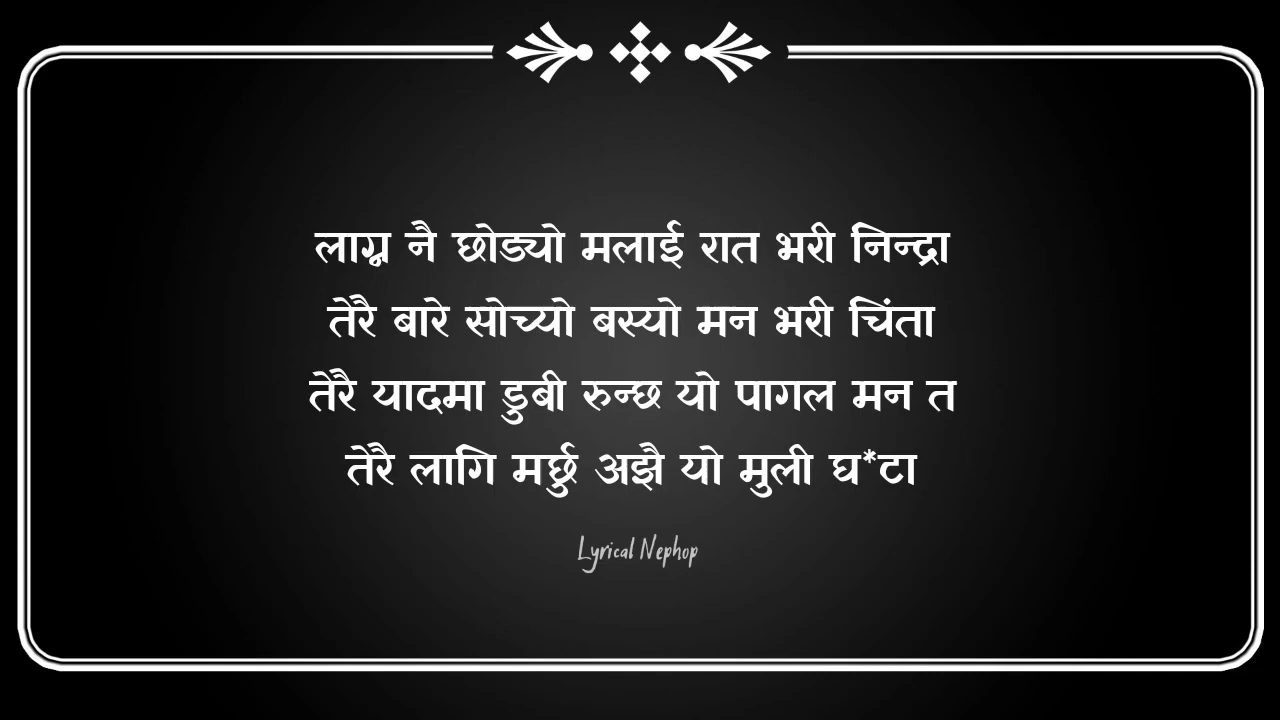 लाग्न नै छोड्यो मलाई रात भरी निन्द्रा
तेरै बारे सोच्यो बस्यो मन भरी चिंता
तेरै यादमा डुबी रुन्छ यो पागल मन त
तेरै लागि मर्छु अझै यो मुली घ*टा
Lyrical Nephop